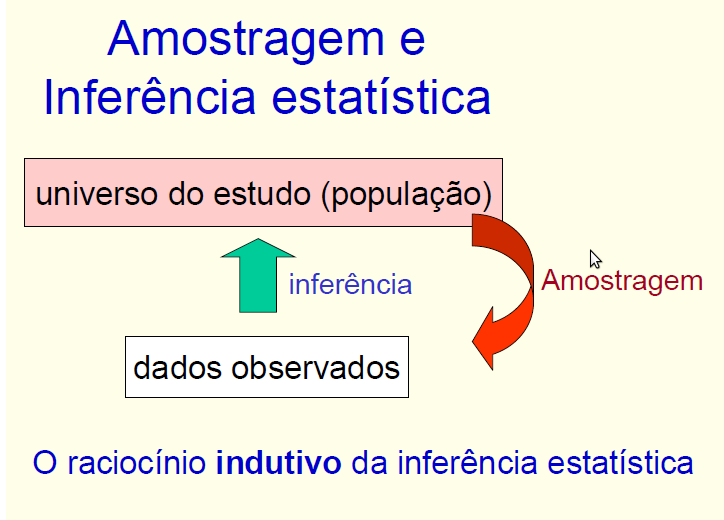 Amostragem e
Inferência estatística
universo do estudo (população)
inferência
Amostragem
dados observados
O raciocínio indutivo da inferência estatística